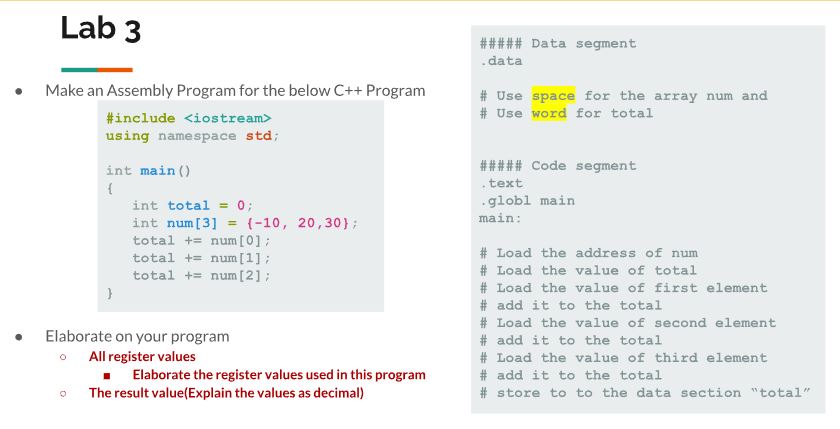 Lab 3
● Make an Assembly Program for the below C++ Program
#include <iostream>
using namespace std;
int main()
{
int total = 0;
int num[3] = {-10, 20,30};
total += num[0];
total += num[1];
total += num[2];
}
● Elaborate on your program
○ All register values
■ Elaborate the register values used in this program
○ The result value(Explain the values as decimal)
##### Data segment
.data
# Use space for the array num and
# Use word for total
##### Code segment
.text
.globl main
main:
# Load the address of num
# Load the value of total
# Load the value of first element
# add it to the total
# Load the value of second element
# add it to the total
# Load the value of third element
# add it to the total
# store to to the data section “total”